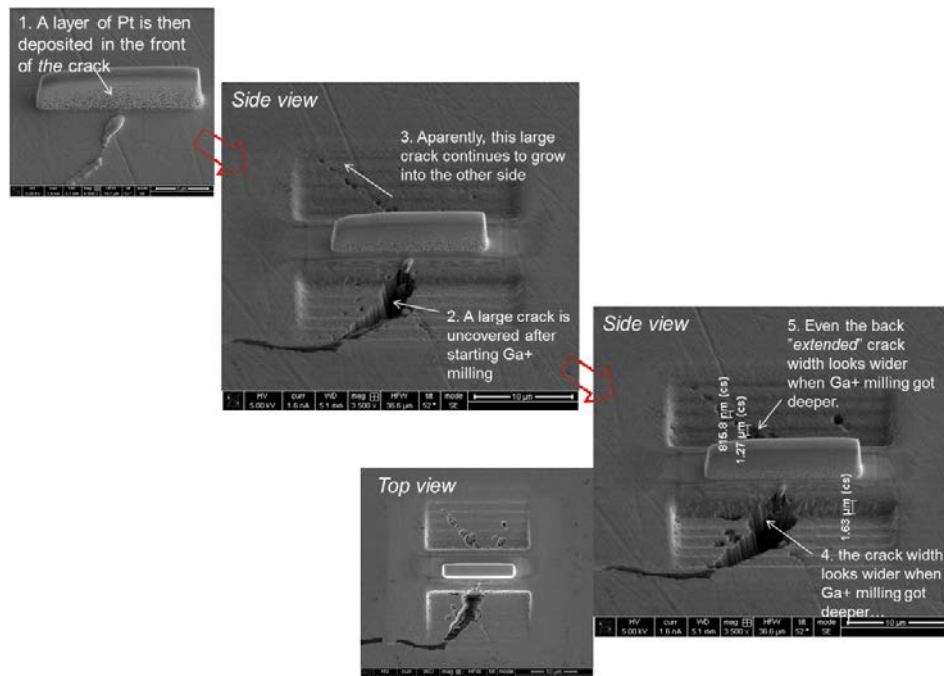 1. A layer of Pt is then
deposited in the front
of the crack
Side view
3. Aparently, this large
crack continues to grow
into the other side
2. A large crack is
uncovered after
starting Ga+
milling
HV
curr
WD
mag
HFW
tilt
mode
5.00 kV
1.6 nA
5.1 mm
3 500 x
36.6 µm
52 °
SE
10 µm
Side view
5. Even the back
"extended" crack
width looks wider
when Ga+ milling got
deeper.
815.8 nm (cs)
1.27 µm (cs)
1.63 µm (cs)
4. the crack width
looks wider when
Ga+ milling got
deeper...
HV
curr
WD
mag
HFW
tilt
mode
5.00 kV
1.6 nA
5.1 mm
3 500 x
36.6 µm
52 °
SE
10 µm
Top view